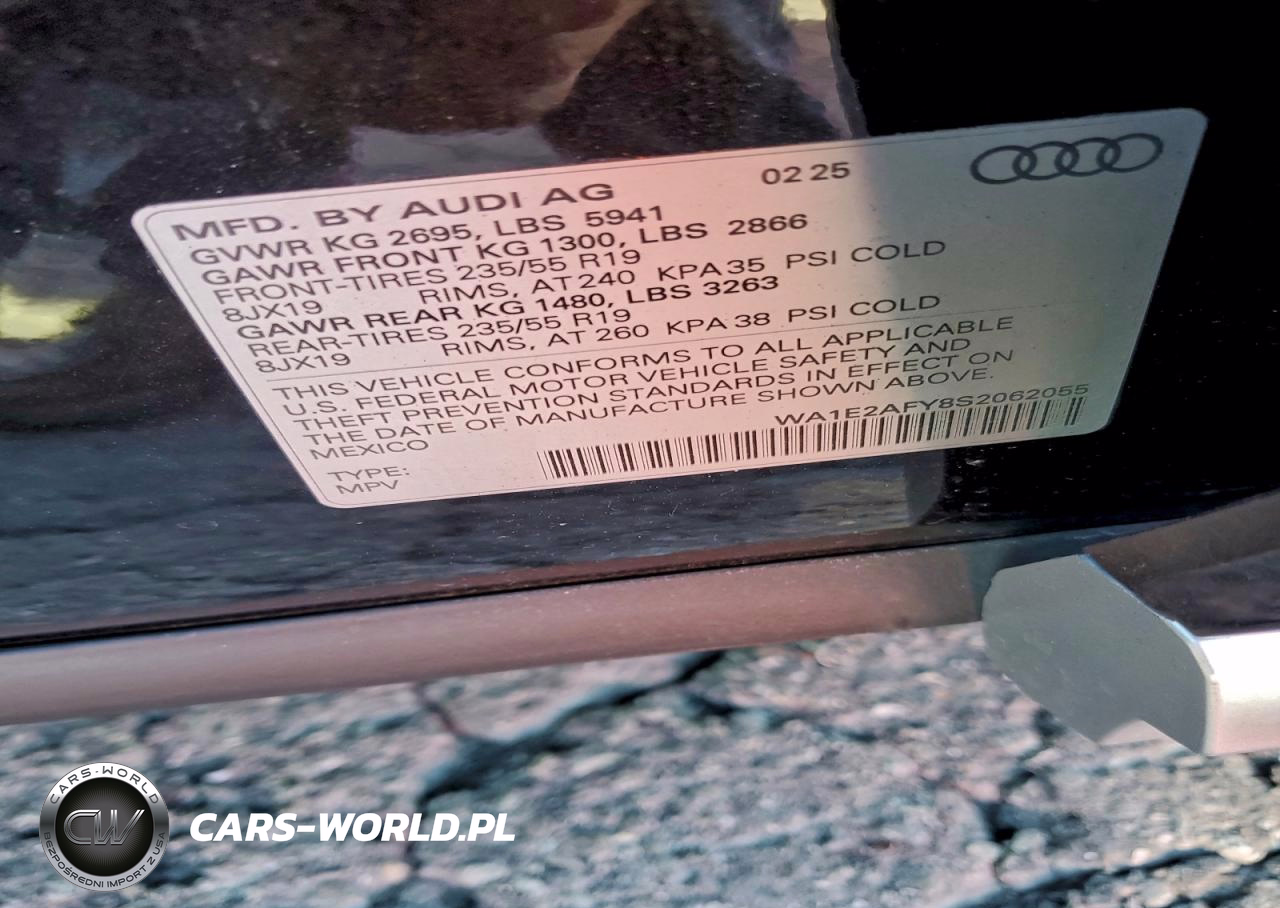 MFD. BY AUDI AG 02 25
GVWR KG 2695, LBS 5941
GAWR FRONT KG 1300, LBS 2866
FRONT-TIRES 235/55 R19
8JX19 RIMS, AT 240 KPA 35 PSI COLD
GAWR REAR KG 1480, LBS 3263
REAR-TIRES 235/55 R19
8JX19 RIMS, AT 260 KPA 38 PSI COLD
THIS VEHICLE CONFORMS TO ALL APPLICABLE
U.S. FEDERAL MOTOR VEHICLE SAFETY AND
THEFT PREVENTION STANDARDS IN EFFECT ON
THE DATE OF MANUFACTURE SHOWN ABOVE.
MEXICO WA1E2AFY8S2062055
TYPE:
MPV
CARS-WORLD
CW
BEZPOŚREDNI IMPORT Z USA
CARS-WORLD.PL